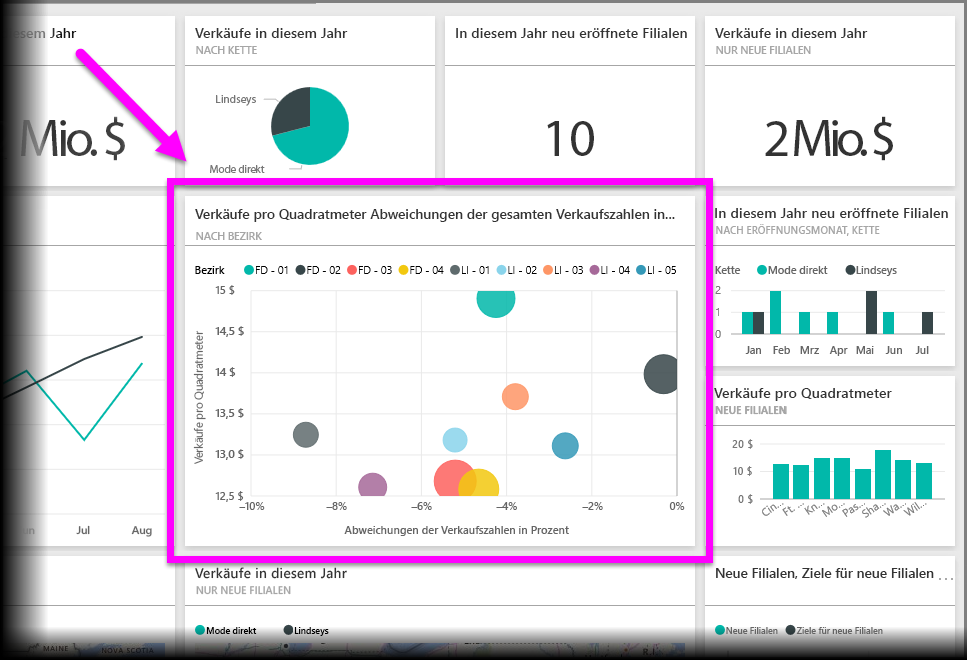 esem Jahr
Mio. $
Verkäufe in diesem Jahr
NACH KETTE
Lindseys
Mode direkt
In diesem Jahr neu eröffnete Filialen
10
Verkäufe in diesem Jahr
NUR NEUE FILIALEN
2 Mio. $
Jul Aug
Verkäufe pro Quadratmeter Abweichungen der gesamten Verkaufszahlen in...
NACH BEZIRK
Bezirk FD - 01 FD - 02 FD - 03 FD - 04 LI - 01 LI - 02 LI - 03 LI - 04 LI - 05
Verkäufe pro Quadratmeter
15 $
14,5 $
14 $
13,5 $
13,0 $
12,5 $
–10% –8% –6% –4% –2% 0%
Abweichungen der Verkaufszahlen in Prozent
In diesem Jahr neu eröffnete Filialen
NACH ERÖFFNUNGSMONAT, KETTE
Kette Mode direkt Lindseys
2
1
0
Jan Feb Mrz Apr Mai Jun Jul
Verkäufe pro Quadratmeter
NEUE FILIALEN
20 $
10 $
0 $
Cin... Ft. ... Kn... Mo... Pas... Sha... Wa... Wil...
Verkäufe in diesem Jahr
NUR NEUE FILIALEN
Mode direkt Lindseys
MAINE NOVA SCOTIA
Neue Filialen, Ziele für neue Filialen ...
Neue Filialen Ziele für neue Filialen